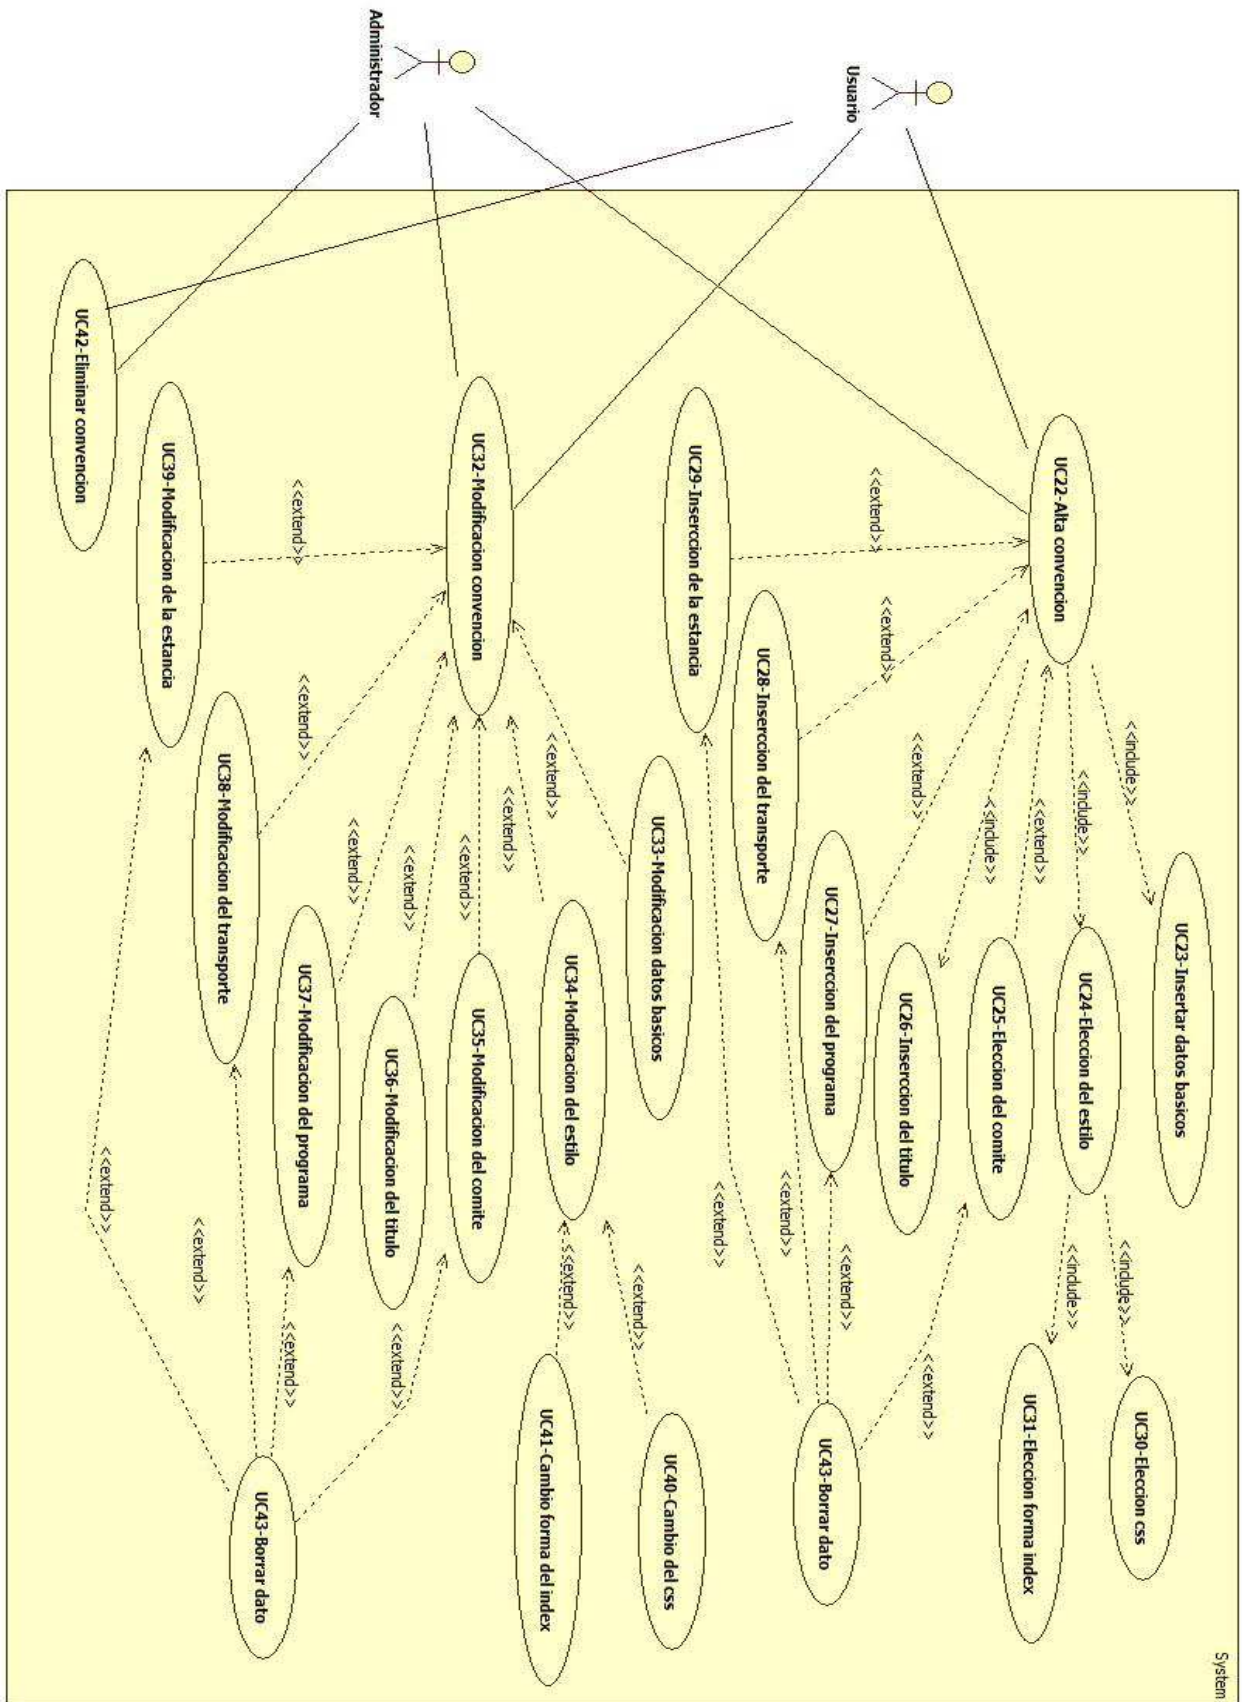 System
Usuario
Administrador
UC22-Alta convencion
UC23-Insertar datos basicos
<<include>>
UC24-Eleccion del estilo
<<include>>
UC30-Eleccion css
<<include>>
UC31-Eleccion forma index
<<include>>
UC25-Eleccion del comite
<<extend>>
UC26-Inserccion del titulo
<<include>>
UC27-Inserccion del programa
<<extend>>
UC28-Inserccion del transporte
<<extend>>
UC29-Inserccion de la estancia
<<extend>>
UC43-Borrar dato
<<extend>>
<<extend>>
<<extend>>
<<extend>>
UC32-Modificacion convencion
UC33-Modificacion datos basicos
<<extend>>
UC34-Modificacion del estilo
<<extend>>
UC40-Cambio del css
<<extend>>
UC41-Cambio forma del index
<<extend>>
UC35-Modificacion del comite
<<extend>>
UC36-Modificacion del titulo
<<extend>>
UC37-Modificacion del programa
<<extend>>
UC38-Modificacion del transporte
<<extend>>
UC39-Modificacion de la estancia
<<extend>>
UC43-Borrar dato
<<extend>>
<<extend>>
<<extend>>
<<extend>>
UC42-Eliminar convencion